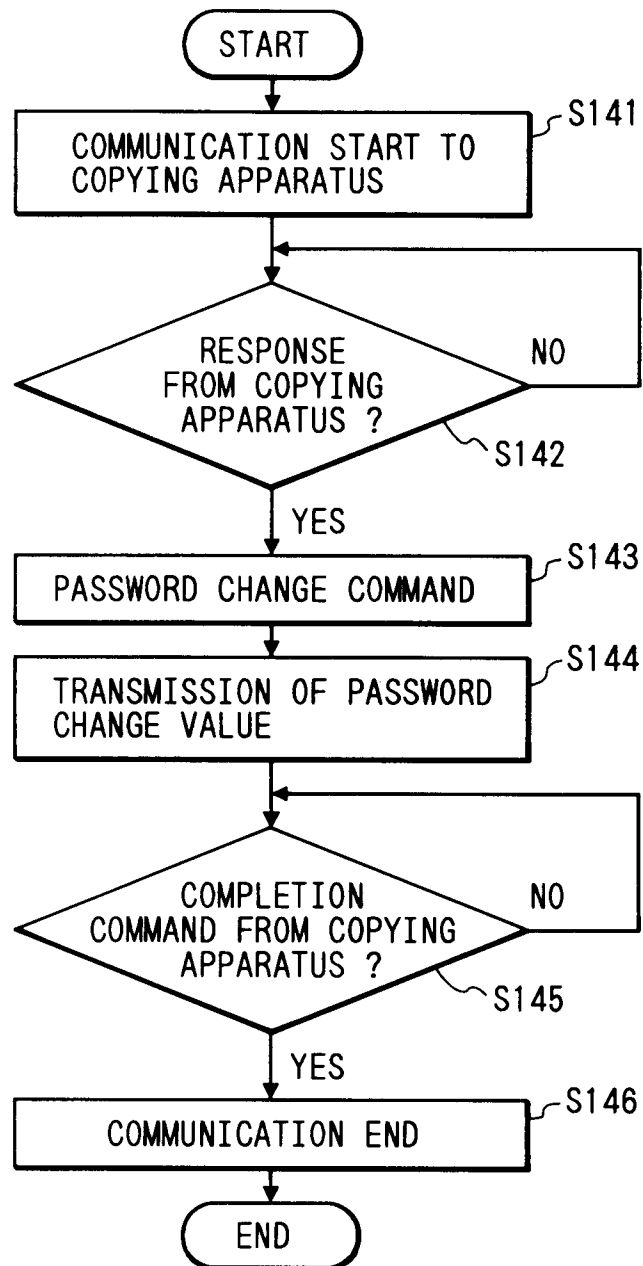 START
S141
COMMUNICATION START TO
COPYING APPARATUS
RESPONSE
FROM COPYING
APPARATUS ?
NO
S142
YES
S143
PASSWORD CHANGE COMMAND
S144
TRANSMISSION OF PASSWORD
CHANGE VALUE
COMPLETION
COMMAND FROM COPYING
APPARATUS ?
NO
S145
YES
S146
COMMUNICATION END
END